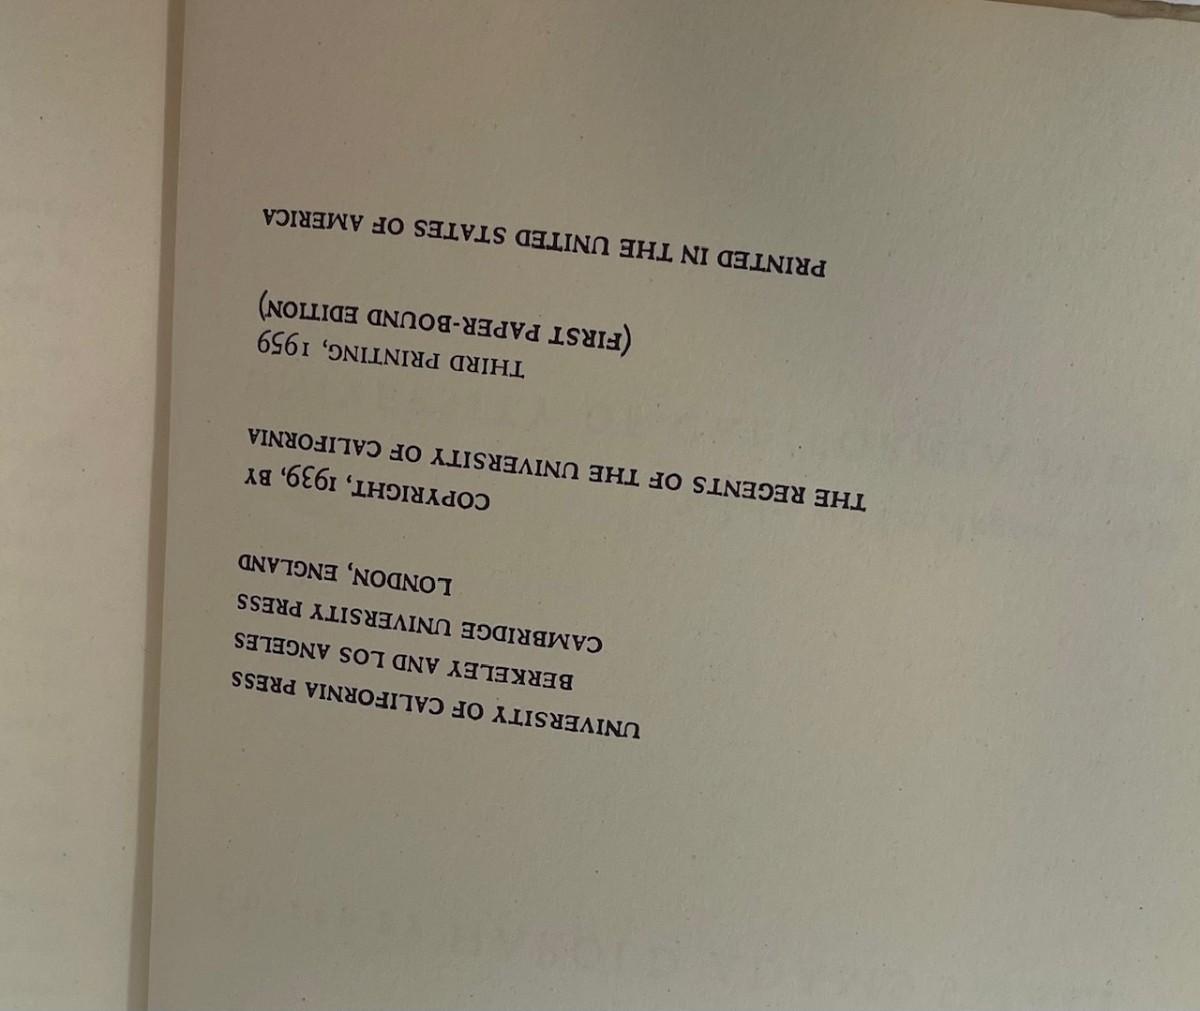 UNIVERSITY OF CALIFORNIA PRESS
BERKELEY AND LOS ANGELES
CAMBRIDGE UNIVERSITY PRESS
LONDON, ENGLAND
COPYRIGHT, 1939, BY
THE REGENTS OF THE UNIVERSITY OF CALIFORNIA
THIRD PRINTING, 1959
(FIRST PAPER-BOUND EDITION)
PRINTED IN THE UNITED STATES OF AMERICA